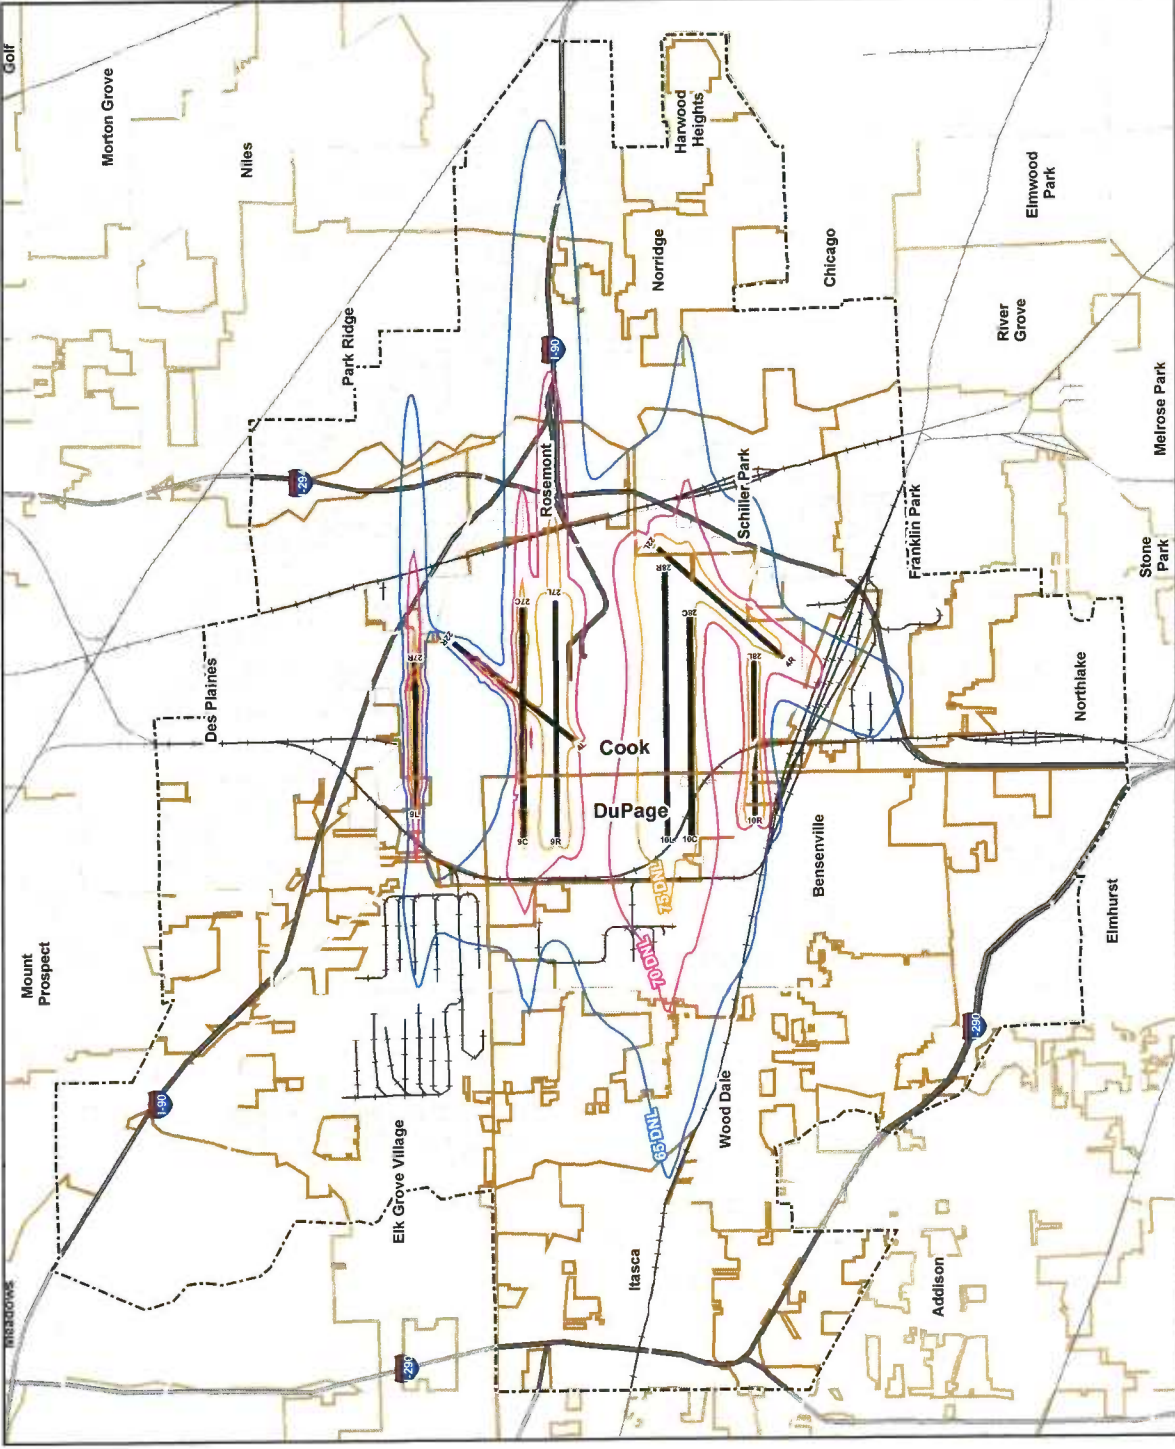 Golf
Morton Grove
Niles
Park Ridge
I-294
Des Plaines
Mount
Prospect
I-90
Meadows
Elk Grove Village
I-290
Harwood
Heights
Norridge
I-90
Rosemont
27R
9L
22R
27C
9C
27L
9R
4L
Cook
DuPage
22L
28R
10L
28C
10C
28L
10R
4R
75 DNL
70 DNL
65 DNL
Schiller Park
Chicago
Elmwood
Park
River
Grove
Melrose Park
Franklin Park
Stone
Park
Northlake
Bensenville
Elmhurst
I-290
Wood Dale
Itasca
Addison